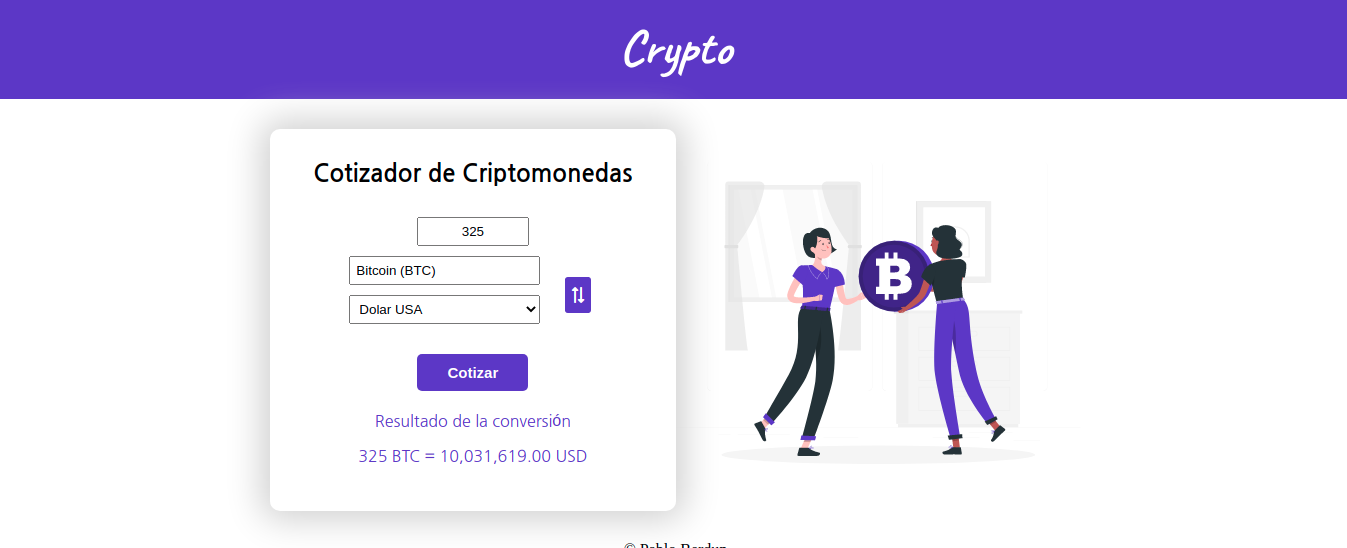 Crypto
Cotizador de Criptomonedas
325
Bitcoin (BTC)
Dolar USA
Cotizar
Resultado de la conversión
325 BTC = 10,031,619.00 USD
© Pablo